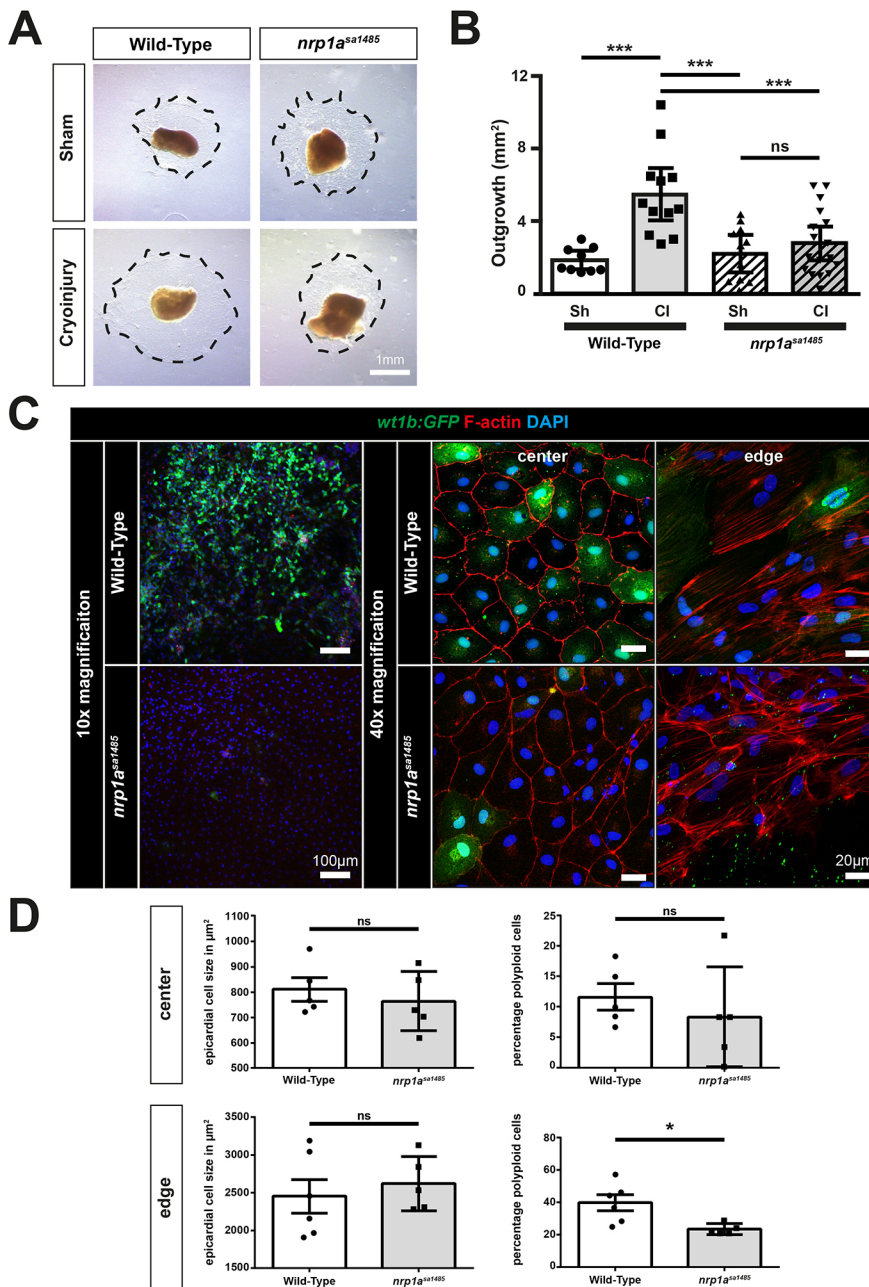 A
Wild-Type
nrp1a^sa1485
Sham
Cryoinjury
1mm
B
Outgrowth (mm²)
12
8
4
0
***
***
***
ns
Sh
CI
Sh
CI
Wild-Type
nrp1a^sa1485
C
wt1b:GFP F-actin DAPI
10x magnificaiton
Wild-Type
nrp1a^sa1485
100µm
40x magnification
Wild-Type
nrp1a^sa1485
center
edge
20µm
D
center
epicardial cell size in µm²
1100
1000
900
800
700
600
500
ns
Wild-Type
nrp1a^sa1485
percentage polyploid cells
25
20
15
10
5
0
ns
Wild-Type
nrp1a^sa1485
edge
epicardial cell size in µm²
3500
3000
2500
2000
1500
ns
Wild-Type
nrp1a^sa1485
percentage polyploid cells
80
60
40
20
0
*
Wild-Type
nrp1a^sa1485